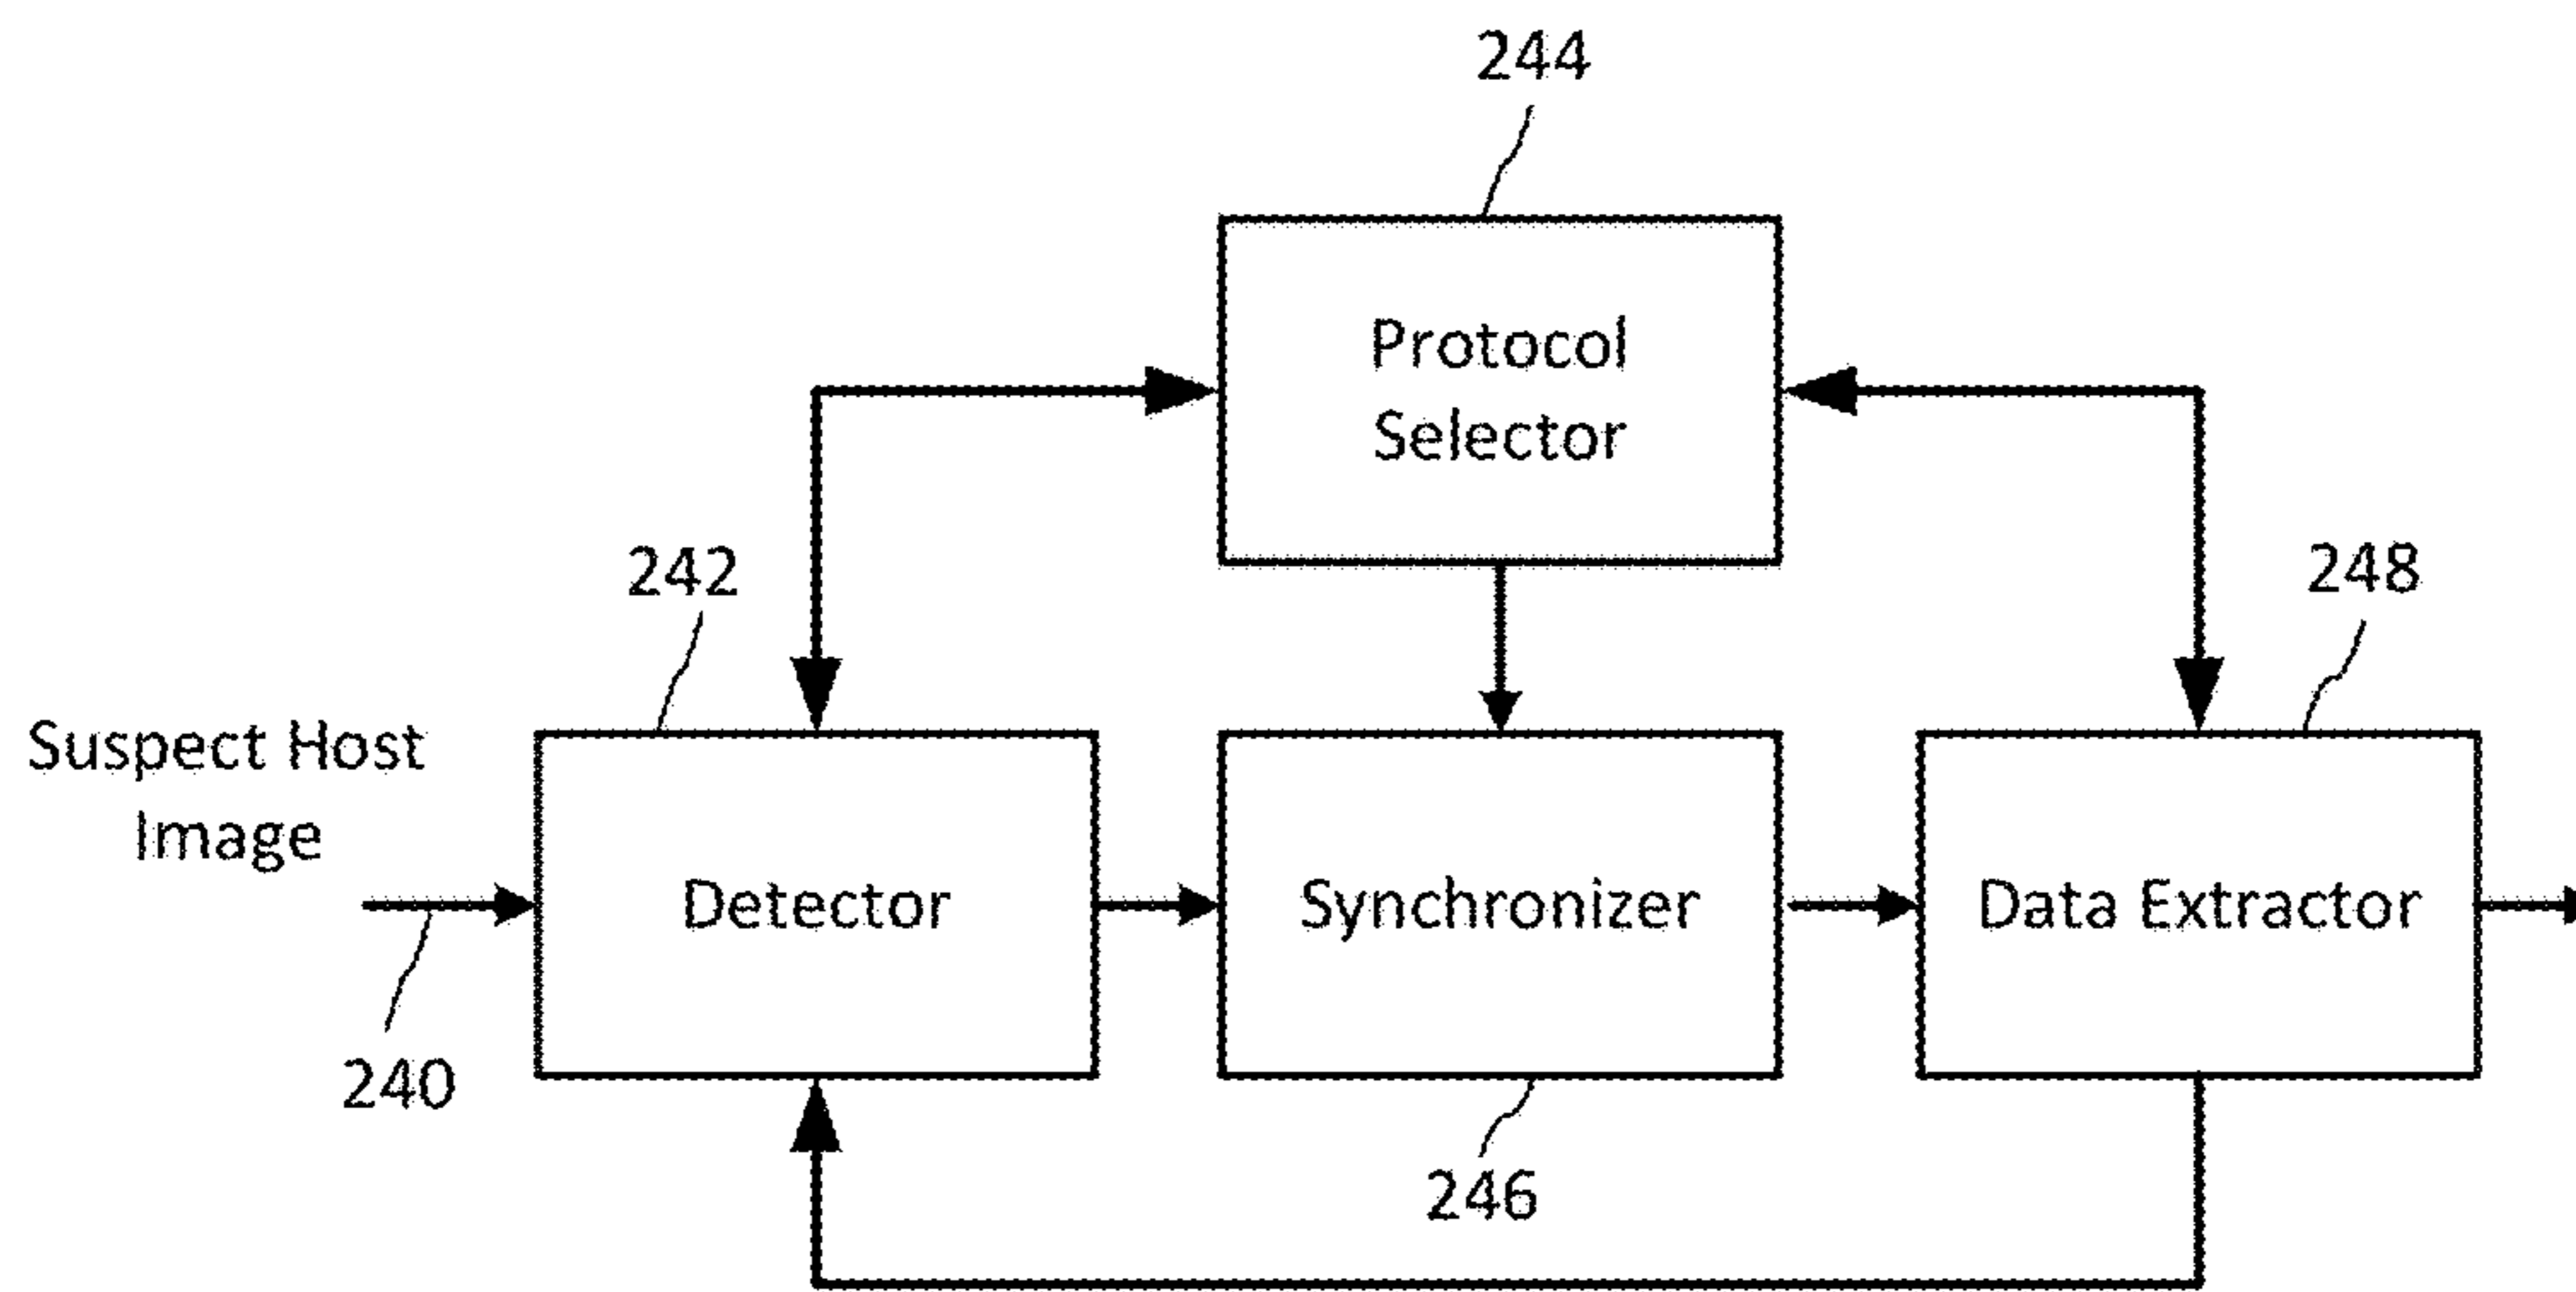 244
Protocol
Selector
242
248
Suspect Host
Image
Detector
Synchronizer
Data Extractor
240
246